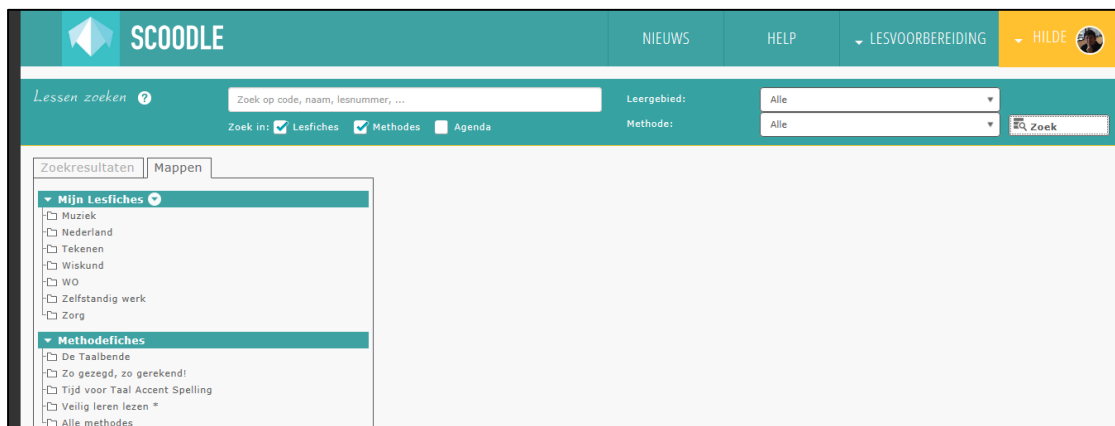 SCOODLE
NIEUWS HELP LESVOORBEREIDING HILDE
Lessen zoeken ?
Zoek op code, naam, lesnummer, ...
Leergebied: Alle
Zoek in: Lesfiches Methodes Agenda
Methode: Alle
Zoek
Zoekresultaten Mappen
Mijn Lesfiches
Muziek
Nederland
Tekenen
Wiskund
WO
Zelfstandig werk
Zorg
Methodefiches
De Taalbende
Zo gezegd, zo gerekend!
Tijd voor Taal Accent Spelling
Veilig leren lezen *
Alle methodes